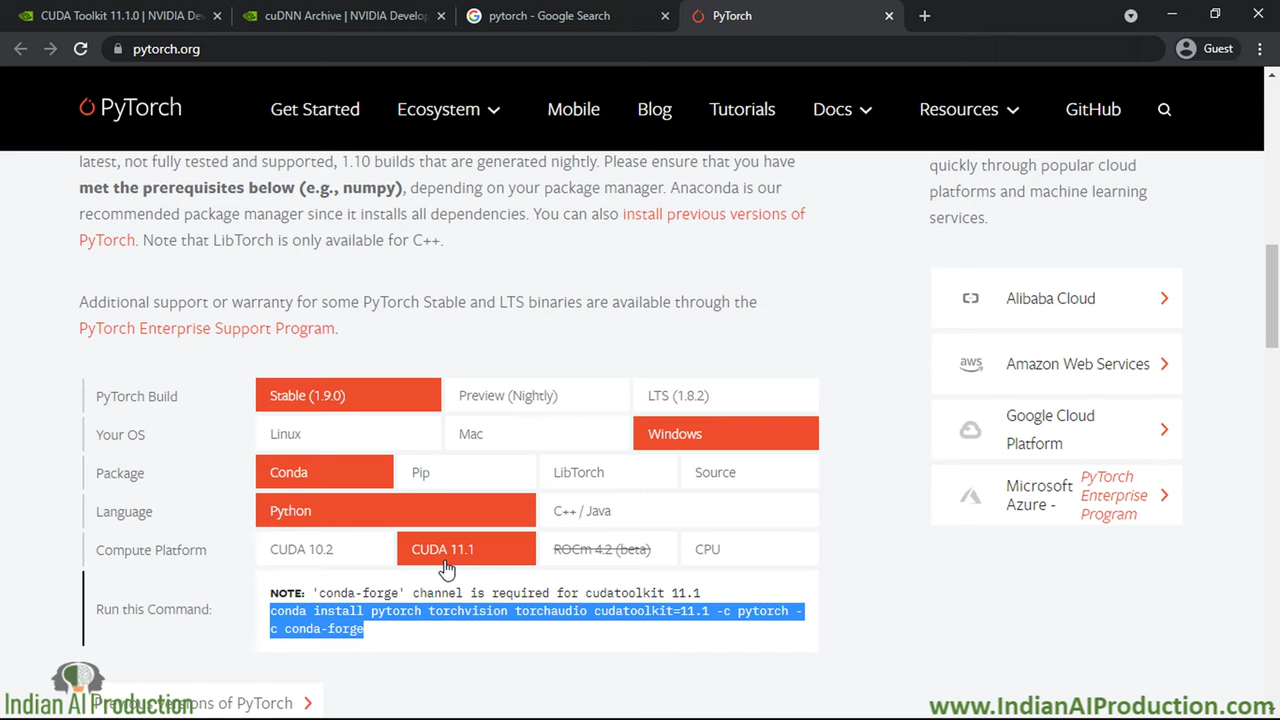 CUDA Toolkit 11.1.0 | NVIDIA De
cuDNN Archive | NVIDIA Develop
pytorch - Google Search
PyTorch
pytorch.org
Guest
PyTorch
Get Started
Ecosystem
Mobile
Blog
Tutorials
Docs
Resources
GitHub
latest, not fully tested and supported, 1.10 builds that are generated nightly. Please ensure that you have
met the prerequisites below (e.g., numpy), depending on your package manager. Anaconda is our
recommended package manager since it installs all dependencies. You can also install previous versions of
PyTorch. Note that LibTorch is only available for C++.
Additional support or warranty for some PyTorch Stable and LTS binaries are available through the
PyTorch Enterprise Support Program.
quickly through popular cloud
platforms and machine learning
services.
Alibaba Cloud
aws Amazon Web Services
Google Cloud
Platform
Microsoft
Azure -
PyTorch
Enterprise
Program
PyTorch Build
Stable (1.9.0)
Preview (Nightly)
LTS (1.8.2)
Your OS
Linux
Mac
Windows
Package
Conda
Pip
LibTorch
Source
Language
Python
C++ / Java
Compute Platform
CUDA 10.2
CUDA 11.1
ROCm 4.2 (beta)
CPU
Run this Command:
NOTE: 'conda-forge' channel is required for cudatoolkit 11.1
conda install pytorch torchvision torchaudio cudatoolkit=11.1 -c pytorch -
c conda-forge
Previous versions of PyTorch
Indian AI Production
www.IndianAIProduction.com